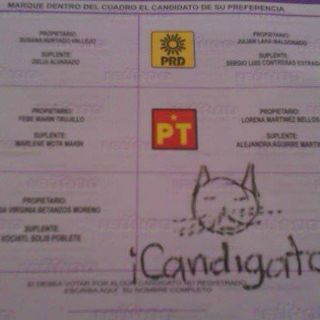 MARQUE DENTRO DEL CUADRO EL CANDIDATO DE SU PREFERENCIA
PROPIETARIO:
SUSANA HURTADO VALLEJO
SUPLENTE:
DELIA ALVARADO
PRD
PROPIETARIO:
JULIAN LARA MALDONADO
SUPLENTE:
SERGIO LUIS CONTRERAS ESTRADA
PROPIETARIO:
FEBE MARIN TRUJILLO
SUPLENTE:
MARLENE MOTA MARIN
PT
PROPIETARIO:
LORENA MARTINEZ BELLOS
SUPLENTE:
ALEJANDRA AGUIRRE MARTIN
PROPIETARIO:
VIRGINIA BETANZOS MORENO
SUPLENTE:
XOCHITL SOLIS POBLETE
¡Candigato
SI DESEA VOTAR POR ALGUN CANDIDATO NO REGISTRADO,
ESCRIBA AQUI SU NOMBRE COMPLETO